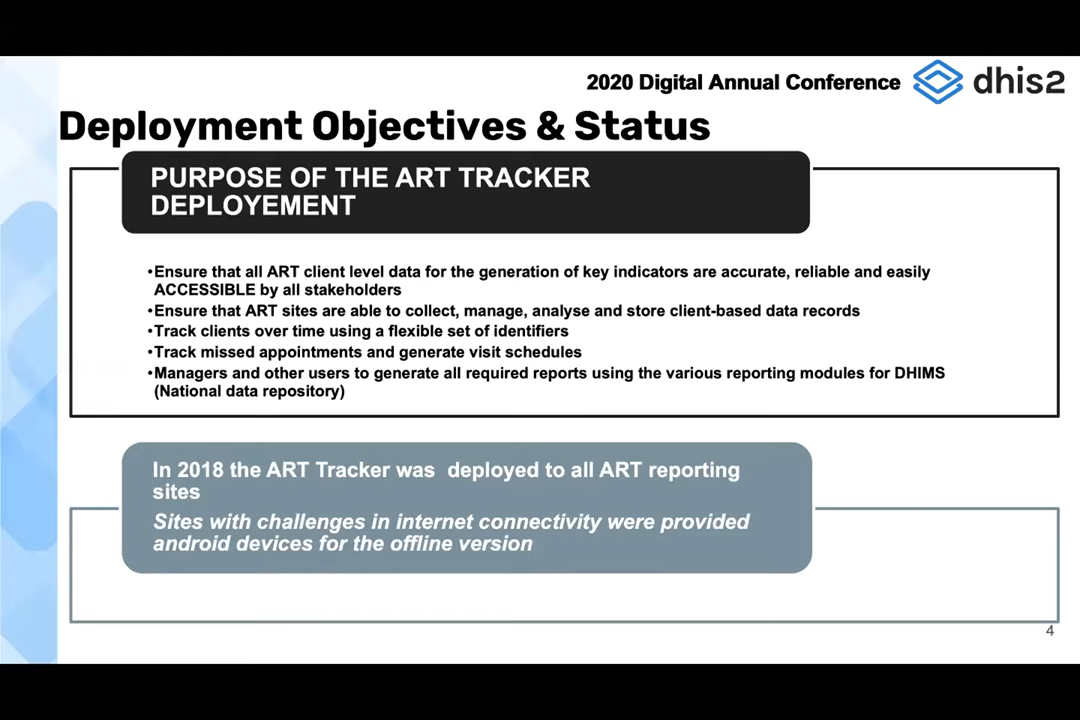 2020 Digital Annual Conference
dhis2
Deployment Objectives & Status
PURPOSE OF THE ART TRACKER
DEPLOYEMENT
•Ensure that all ART client level data for the generation of key indicators are accurate, reliable and easily
ACCESSIBLE by all stakeholders
•Ensure that ART sites are able to collect, manage, analyse and store client-based data records
•Track clients over time using a flexible set of identifiers
•Track missed appointments and generate visit schedules
•Managers and other users to generate all required reports using the various reporting modules for DHIMS
(National data repository)
In 2018 the ART Tracker was deployed to all ART reporting
sites
Sites with challenges in internet connectivity were provided
android devices for the offline version
4